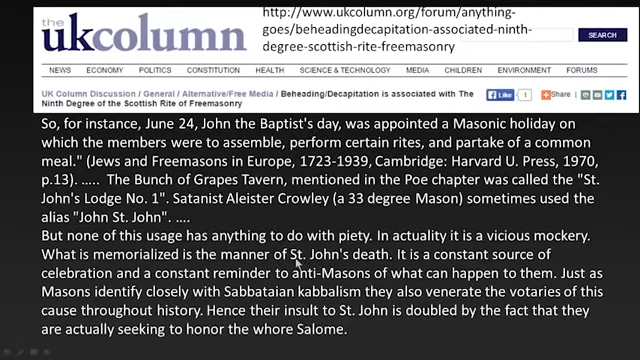 the
ukcolumn
http://www.ukcolumn.org/forum/anything-
goes/beheadingdecapitation-associated-ninth-
degree-scottish-rite-freemasonry
SEARCH
NEWS ECONOMY POLITICS CONSTITUTION HEALTH SCIENCE & TECHNOLOGY MEDIA CHILDREN ENVIRONMENT FORUMS
UK Column Discussion / General / Alternative/Free Media / Beheading/Decapitation is associated with The
Ninth Degree of the Scottish Rite of Freemasonry
Like 1 Share
So, for instance, June 24, John the Baptist's day, was appointed a Masonic holiday on
which the members were to assemble, perform certain rites, and partake of a common
meal." (Jews and Freemasons in Europe, 1723-1939, Cambridge: Harvard U. Press, 1970,
p.13). ..... The Bunch of Grapes Tavern, mentioned in the Poe chapter was called the "St.
John's Lodge No. 1". Satanist Aleister Crowley (a 33 degree Mason) sometimes used the
alias "John St. John". ....
But none of this usage has anything to do with piety. In actuality it is a vicious mockery.
What is memorialized is the manner of St. John's death. It is a constant source of
celebration and a constant reminder to anti-Masons of what can happen to them. Just as
Masons identify closely with Sabbataian kabbalism they also venerate the votaries of this
cause throughout history. Hence their insult to St. John is doubled by the fact that they
are actually seeking to honor the whore Salome.